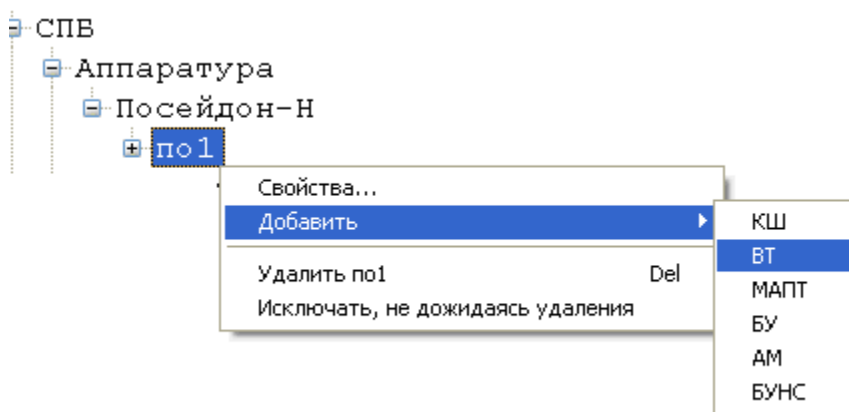 СПБ
Аппаратура
Посейдон-Н
по1
Свойства...
Добавить
Удалить по1 Del
Исключать, не дожидаясь удаления
КШ
ВТ
МАПТ
БУ
АМ
БУНС